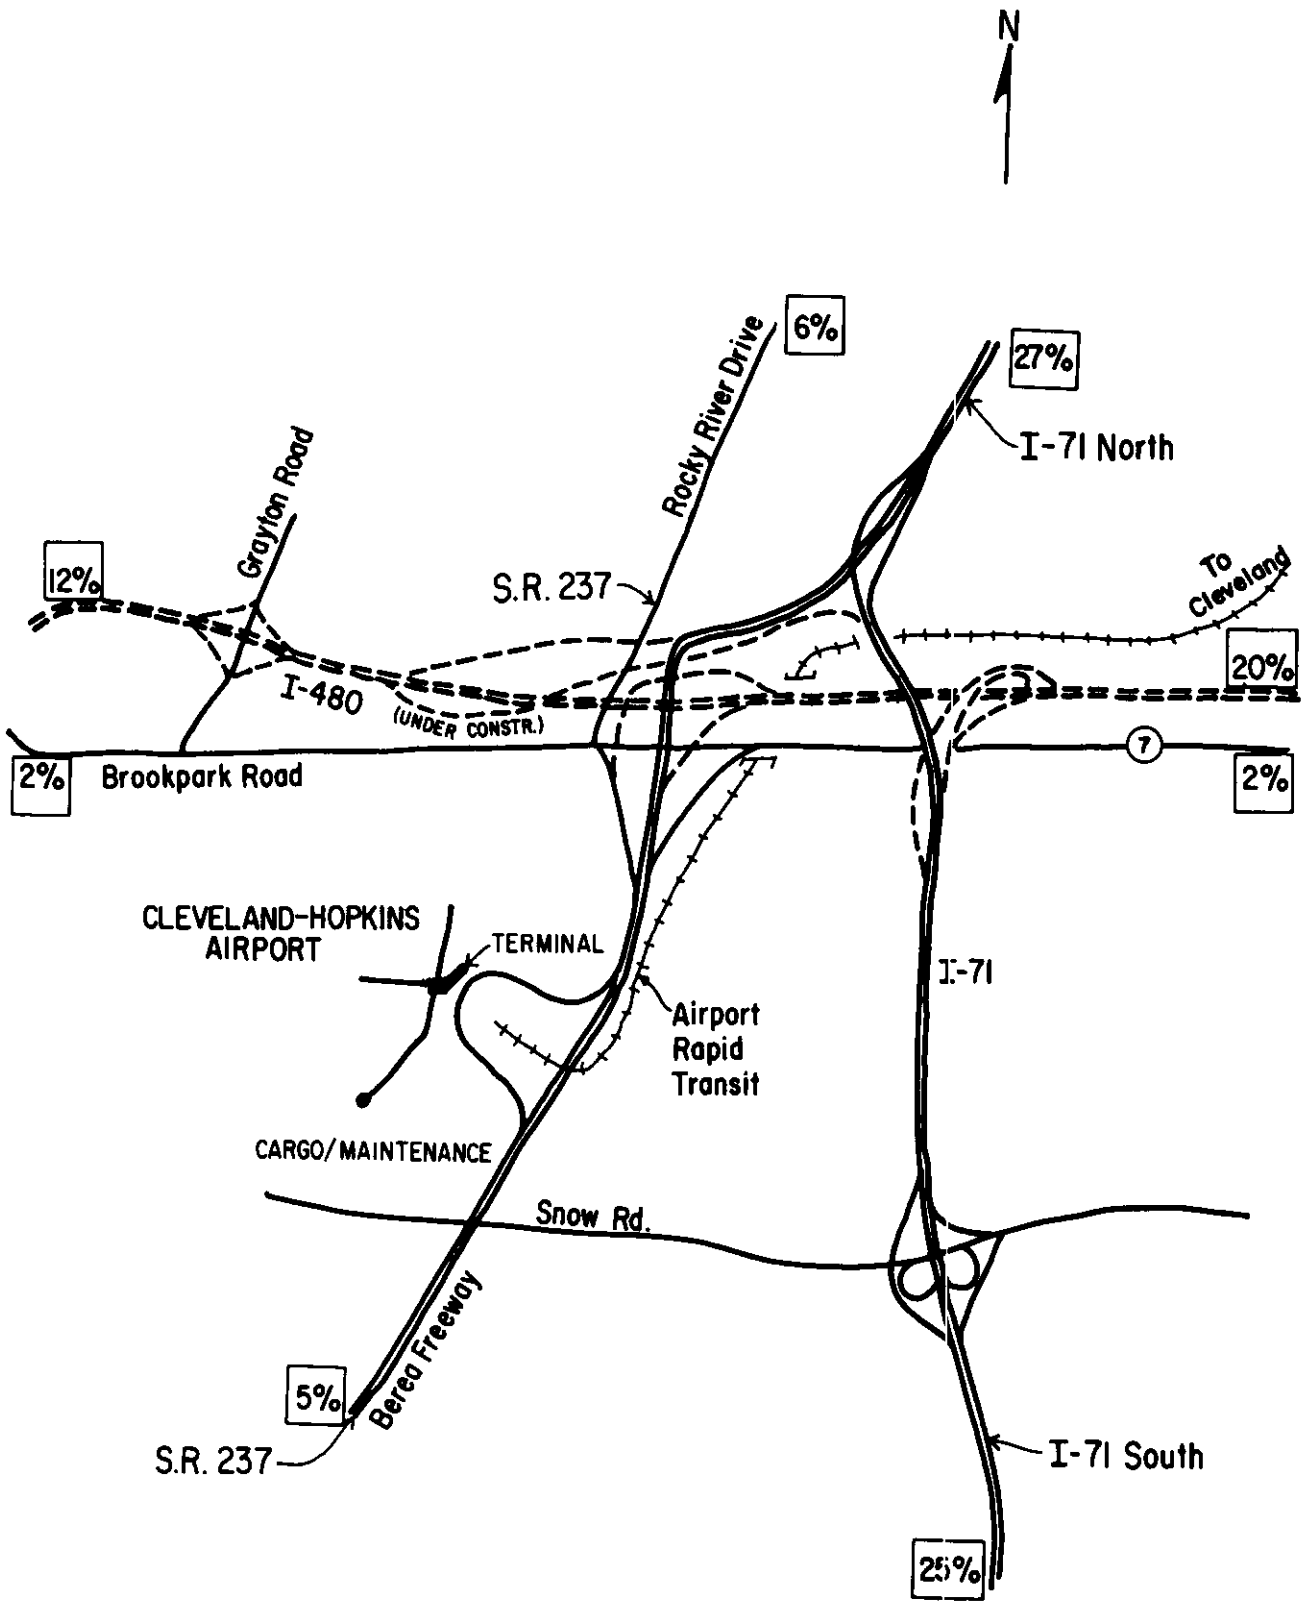 N
6%
27%
Rocky River Drive
I-71 North
Grayton Road
12%
S.R. 237
To
Cleveland
20%
I-480
(UNDER CONSTR.)
7
2%
Brookpark Road
2%
CLEVELAND-HOPKINS
AIRPORT
TERMINAL
I-71
Airport
Rapid
Transit
CARGO/MAINTENANCE
Snow Rd.
Berea Freeway
5%
S.R. 237
I-71 South
25%